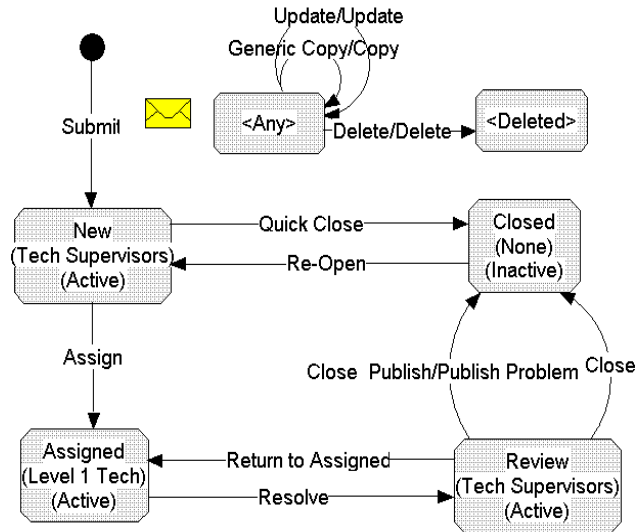 Update/Update
Generic Copy/Copy
Submit
<Any>
Delete/Delete
<Deleted>
New
(Tech Supervisors)
(Active)
Quick Close
Re-Open
Closed
(None)
(Inactive)
Assign
Close Publish/Publish Problem
Close
Assigned
(Level 1 Tech)
(Active)
Return to Assigned
Resolve
Review
(Tech Supervisors)
(Active)